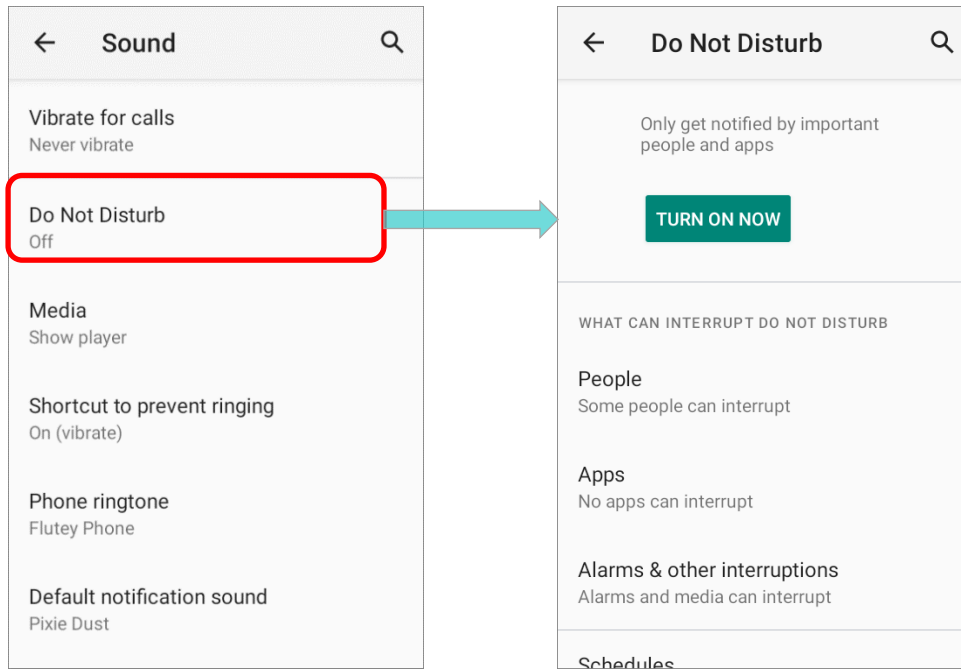 Sound
Vibrate for calls
Never vibrate
Do Not Disturb
Off
Media
Show player
Shortcut to prevent ringing
On (vibrate)
Phone ringtone
Flutey Phone
Default notification sound
Pixie Dust
Do Not Disturb
Only get notified by important
people and apps
TURN ON NOW
WHAT CAN INTERRUPT DO NOT DISTURB
People
Some people can interrupt
Apps
No apps can interrupt
Alarms & other interruptions
Alarms and media can interrupt
Schedules